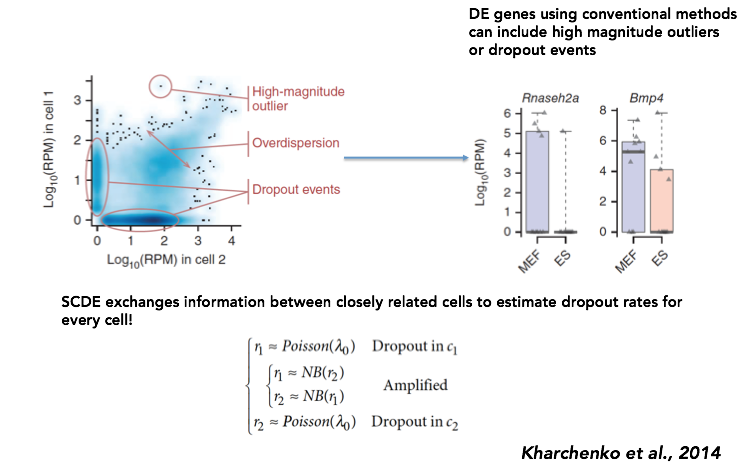 DE genes using conventional methods
can include high magnitude outliers
or dropout events
Log10(RPM) in cell 1
3
2
1
0
0 1 2 3 4
Log10(RPM) in cell 2
High-magnitude
outlier
Overdispersion
Dropout events
Rnaseh2a
Log10(RPM)
6
5
4
3
2
1
0
MEF
ES
Bmp4
8
6
4
2
0
MEF
ES
SCDE exchanges information between closely related cells to estimate dropout rates for
every cell!
r₁ ≈ Poisson(λ₀) Dropout in c₁
r₁ ≈ NB(r₂)
Amplified
r₂ ≈ NB(r₁)
r₂ ≈ Poisson(λ₀) Dropout in c₂
Kharchenko et al., 2014